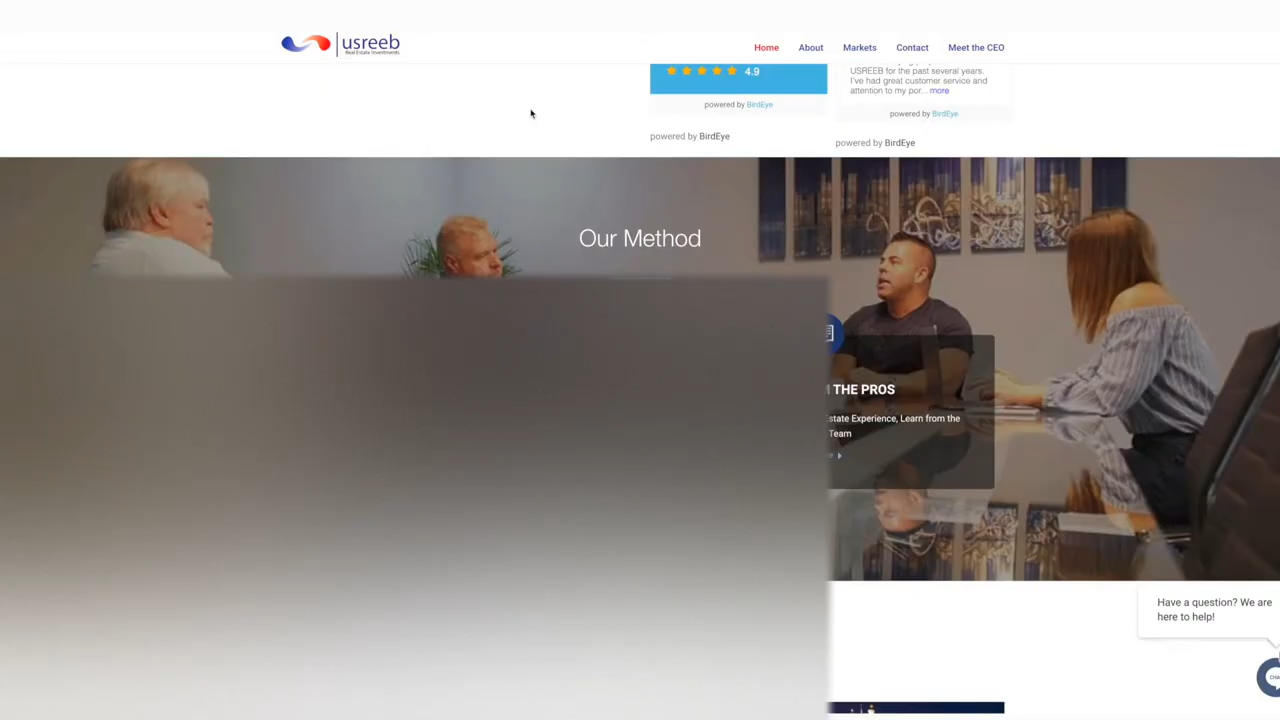 usreeb
Real Estate Investments
Home About Markets Contact Meet the CEO
4.9
powered by BirdEye
powered by BirdEye
USREEB for the past several years.
I've had great customer service and
attention to my por... more
powered by BirdEye
powered by BirdEye
Our Method
THE PROS
Estate Experience, Learn from the
Team
Have a question? We are
here to help!